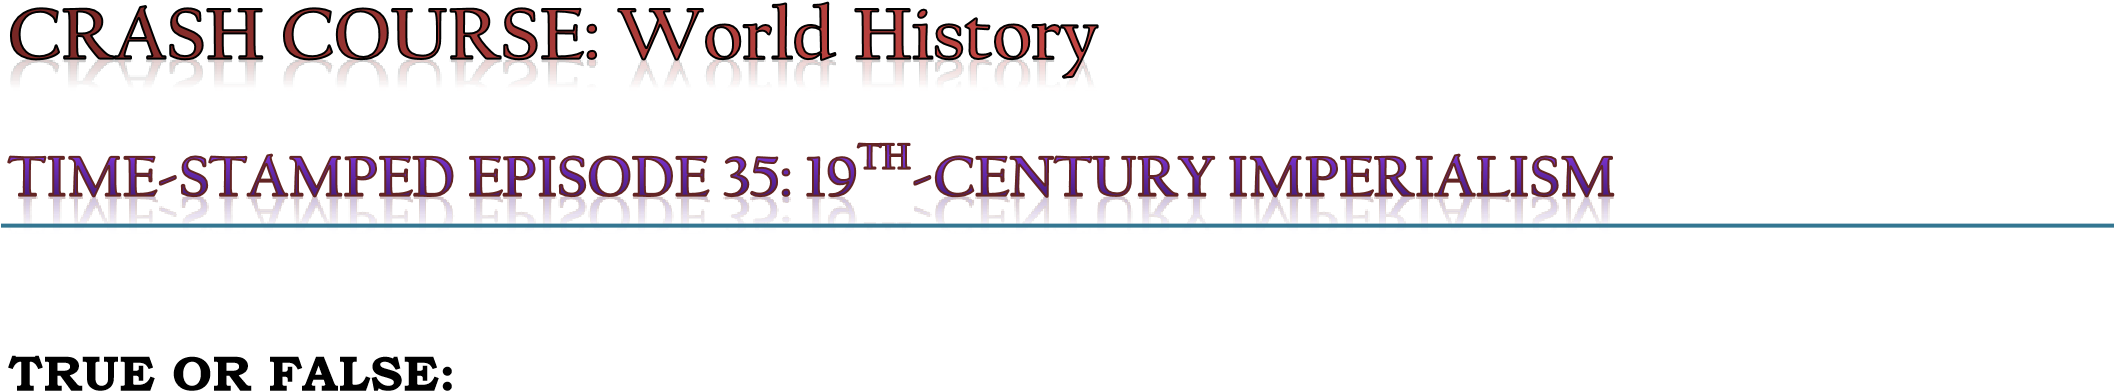 CRASH COURSE: World History
TIME-STAMPED EPISODE 35: 19TH-CENTURY IMPERIALISM
TRUE OR FALSE: